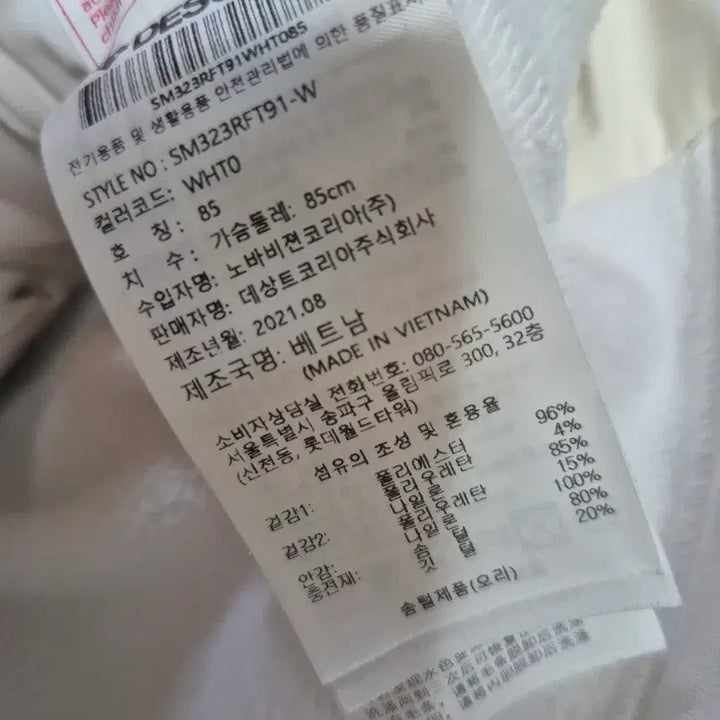 DES
SM323RFT91WHT085
전기용품 및 생활용품 안전관리법에 의한 품질표시
STYLE NO : SM323RFT91-W
컬러코드: WHT0
호 칭: 85
치 수: 가슴둘레: 85cm
수입자명: 노바비젼코리아(주)
판매자명: 데상트코리아주식회사
제조년월: 2021.08
제조국명: 베트남
(MADE IN VIETNAM)
소비자상담실 전화번호: 080-565-5600
서울특별시 송파구 올림픽로 300, 32층
(신천동, 롯데월드타워)
섬유의 조성 및 혼용율
겉감1: 폴리에스터 96%
폴리우레탄 4%
겉감2: 나일론 85%
폴리우레탄 15%
안감: 나일론 100%
충전재: 솜털 80%
깃털 20%
솜털제품(오리)